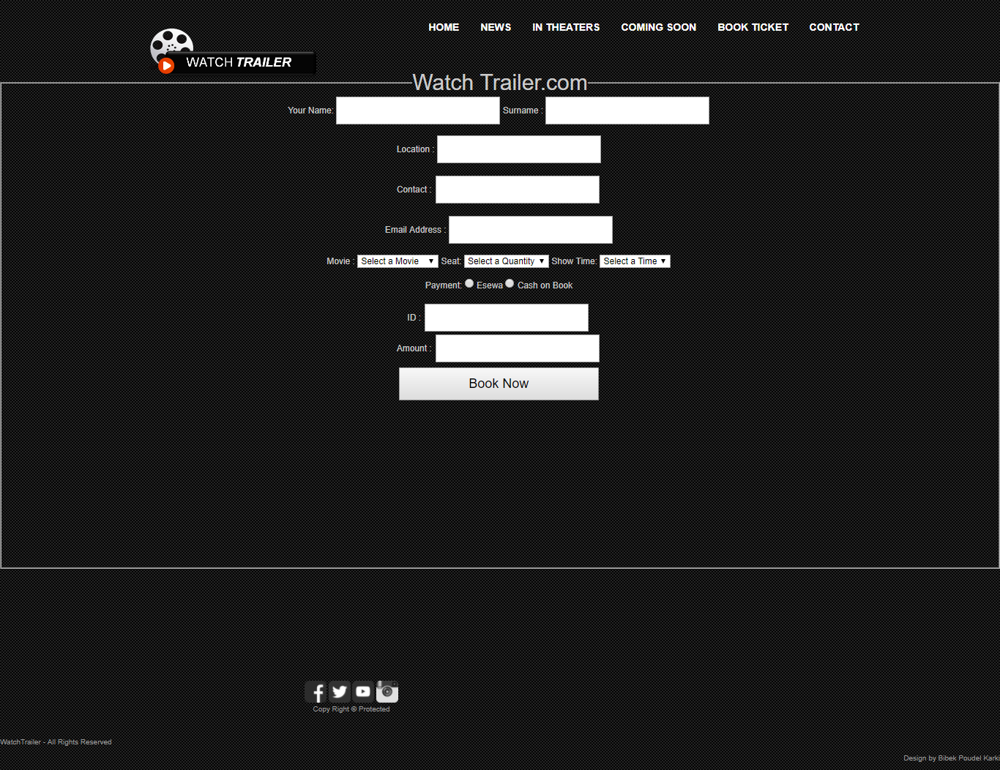 HOME NEWS IN THEATERS COMING SOON BOOK TICKET CONTACT
WATCH TRAILER
Watch Trailer.com
Your Name: Surname :
Location :
Contact :
Email Address :
Movie : Select a Movie Seat: Select a Quantity Show Time: Select a Time
Payment: Esewa Cash on Book
ID :
Amount :
Book Now
Copy Right © Protected
WatchTrailer - All Rights Reserved
Design by Bibek Poudel Karki